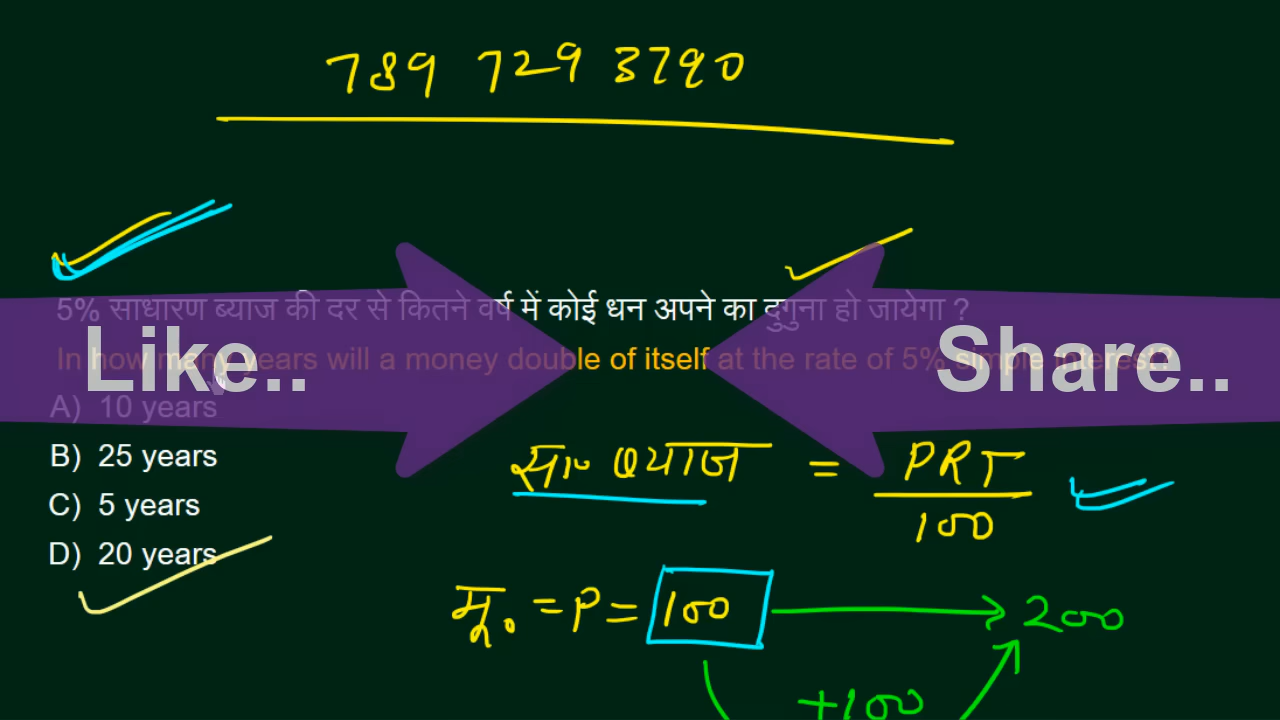 789 729 3790
5% साधारण ब्याज की दर से कितने वर्ष में कोई धन अपने का दुगुना हो जायेगा ?
In how many years will a money double of itself at the rate of 5% simple interest?
Like..
Share..
A) 10 years
B) 25 years
सा॰ ब्याज = PRT
C) 5 years
100
D) 20 years
मू. = P = 100
200
+100